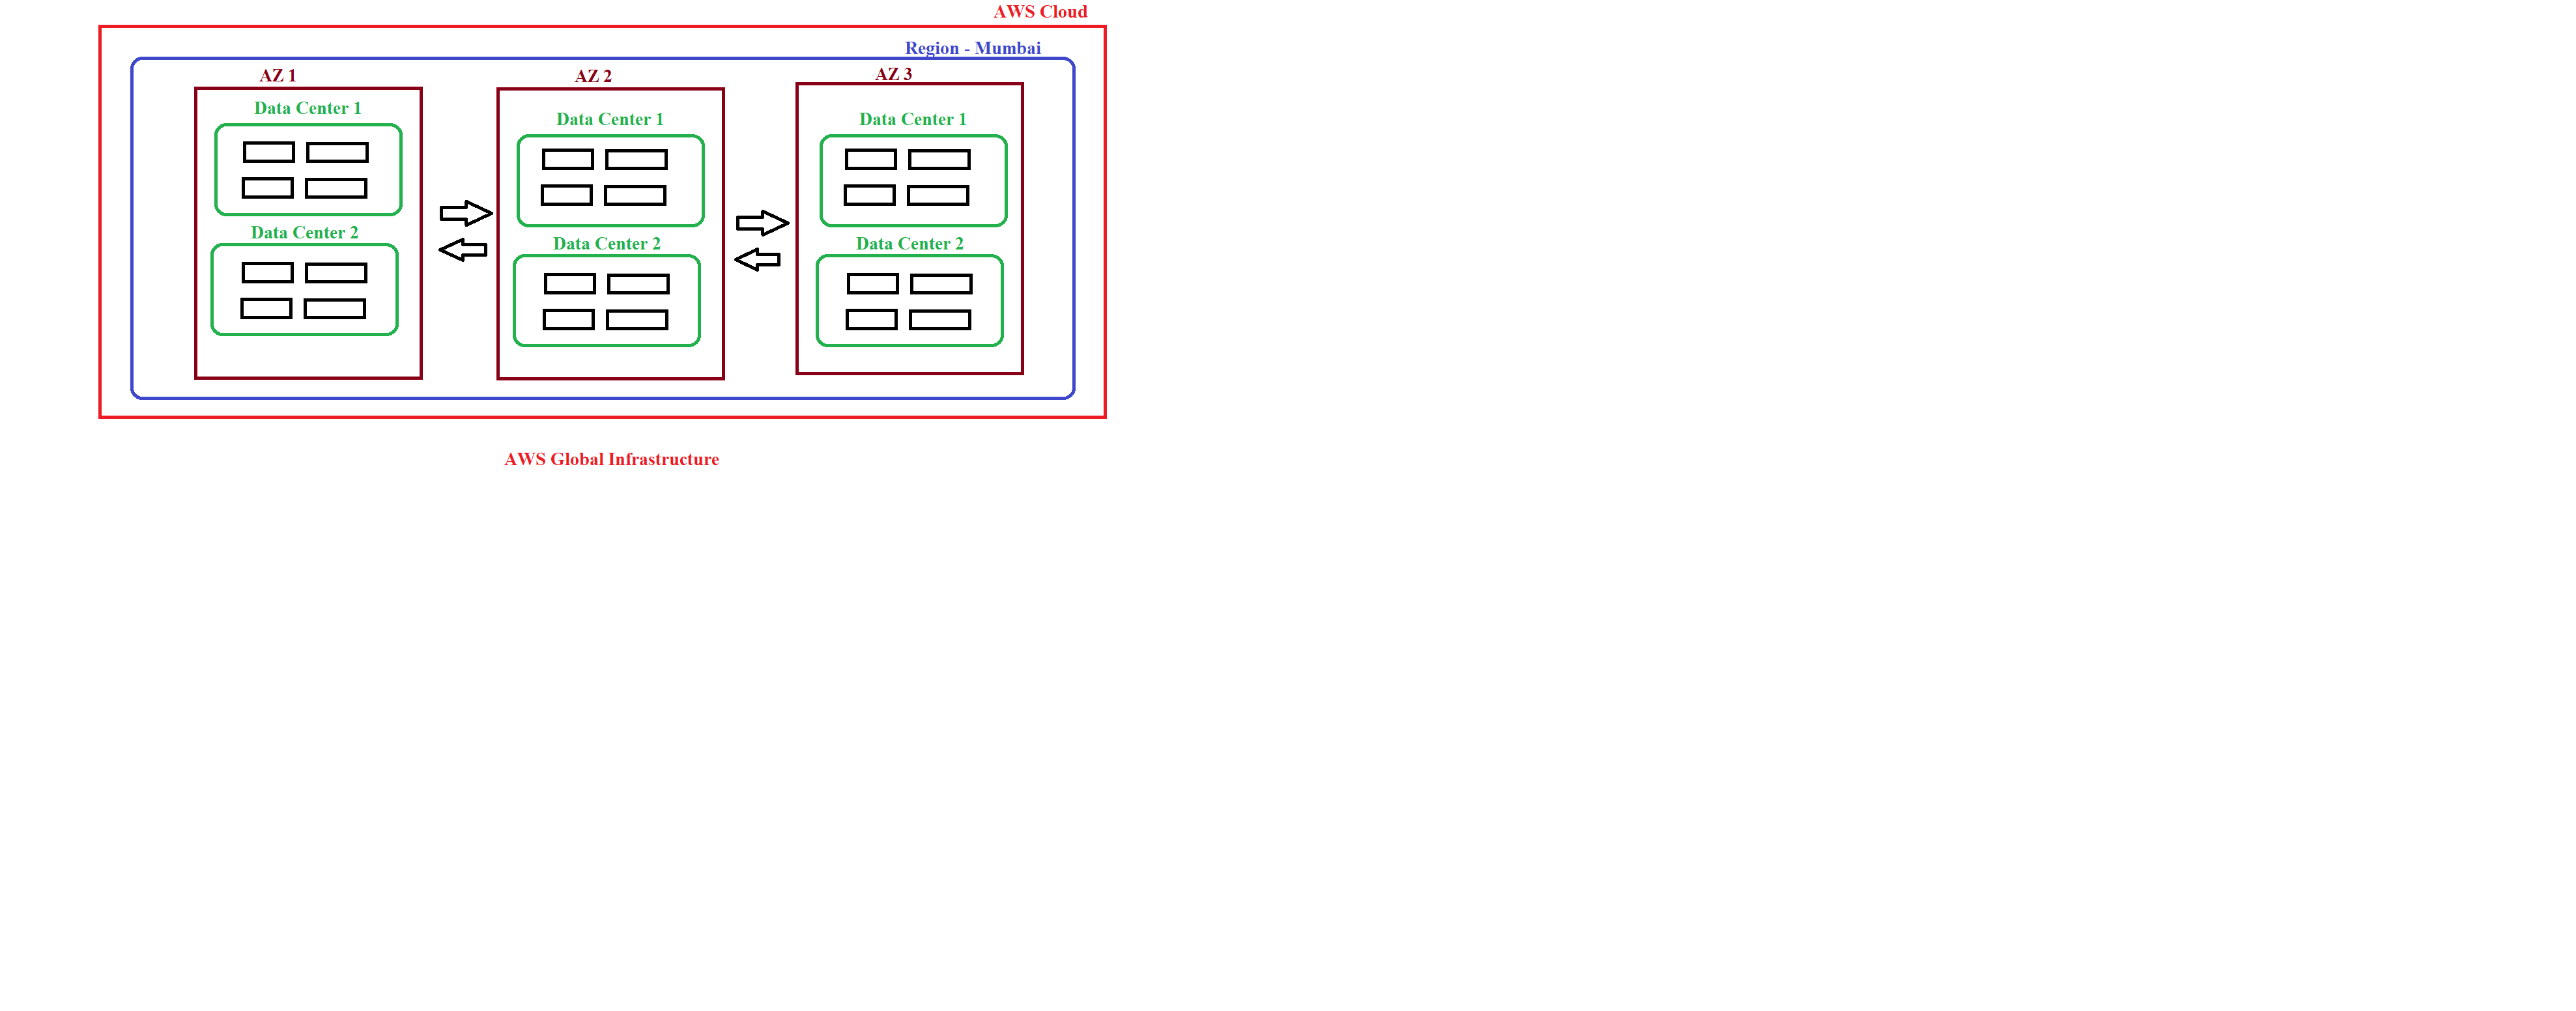 AWS Cloud
Region - Mumbai
AZ 1
AZ 2
AZ 3
Data Center 1
Data Center 1
Data Center 1
Data Center 2
Data Center 2
Data Center 2
AWS Global Infrastructure